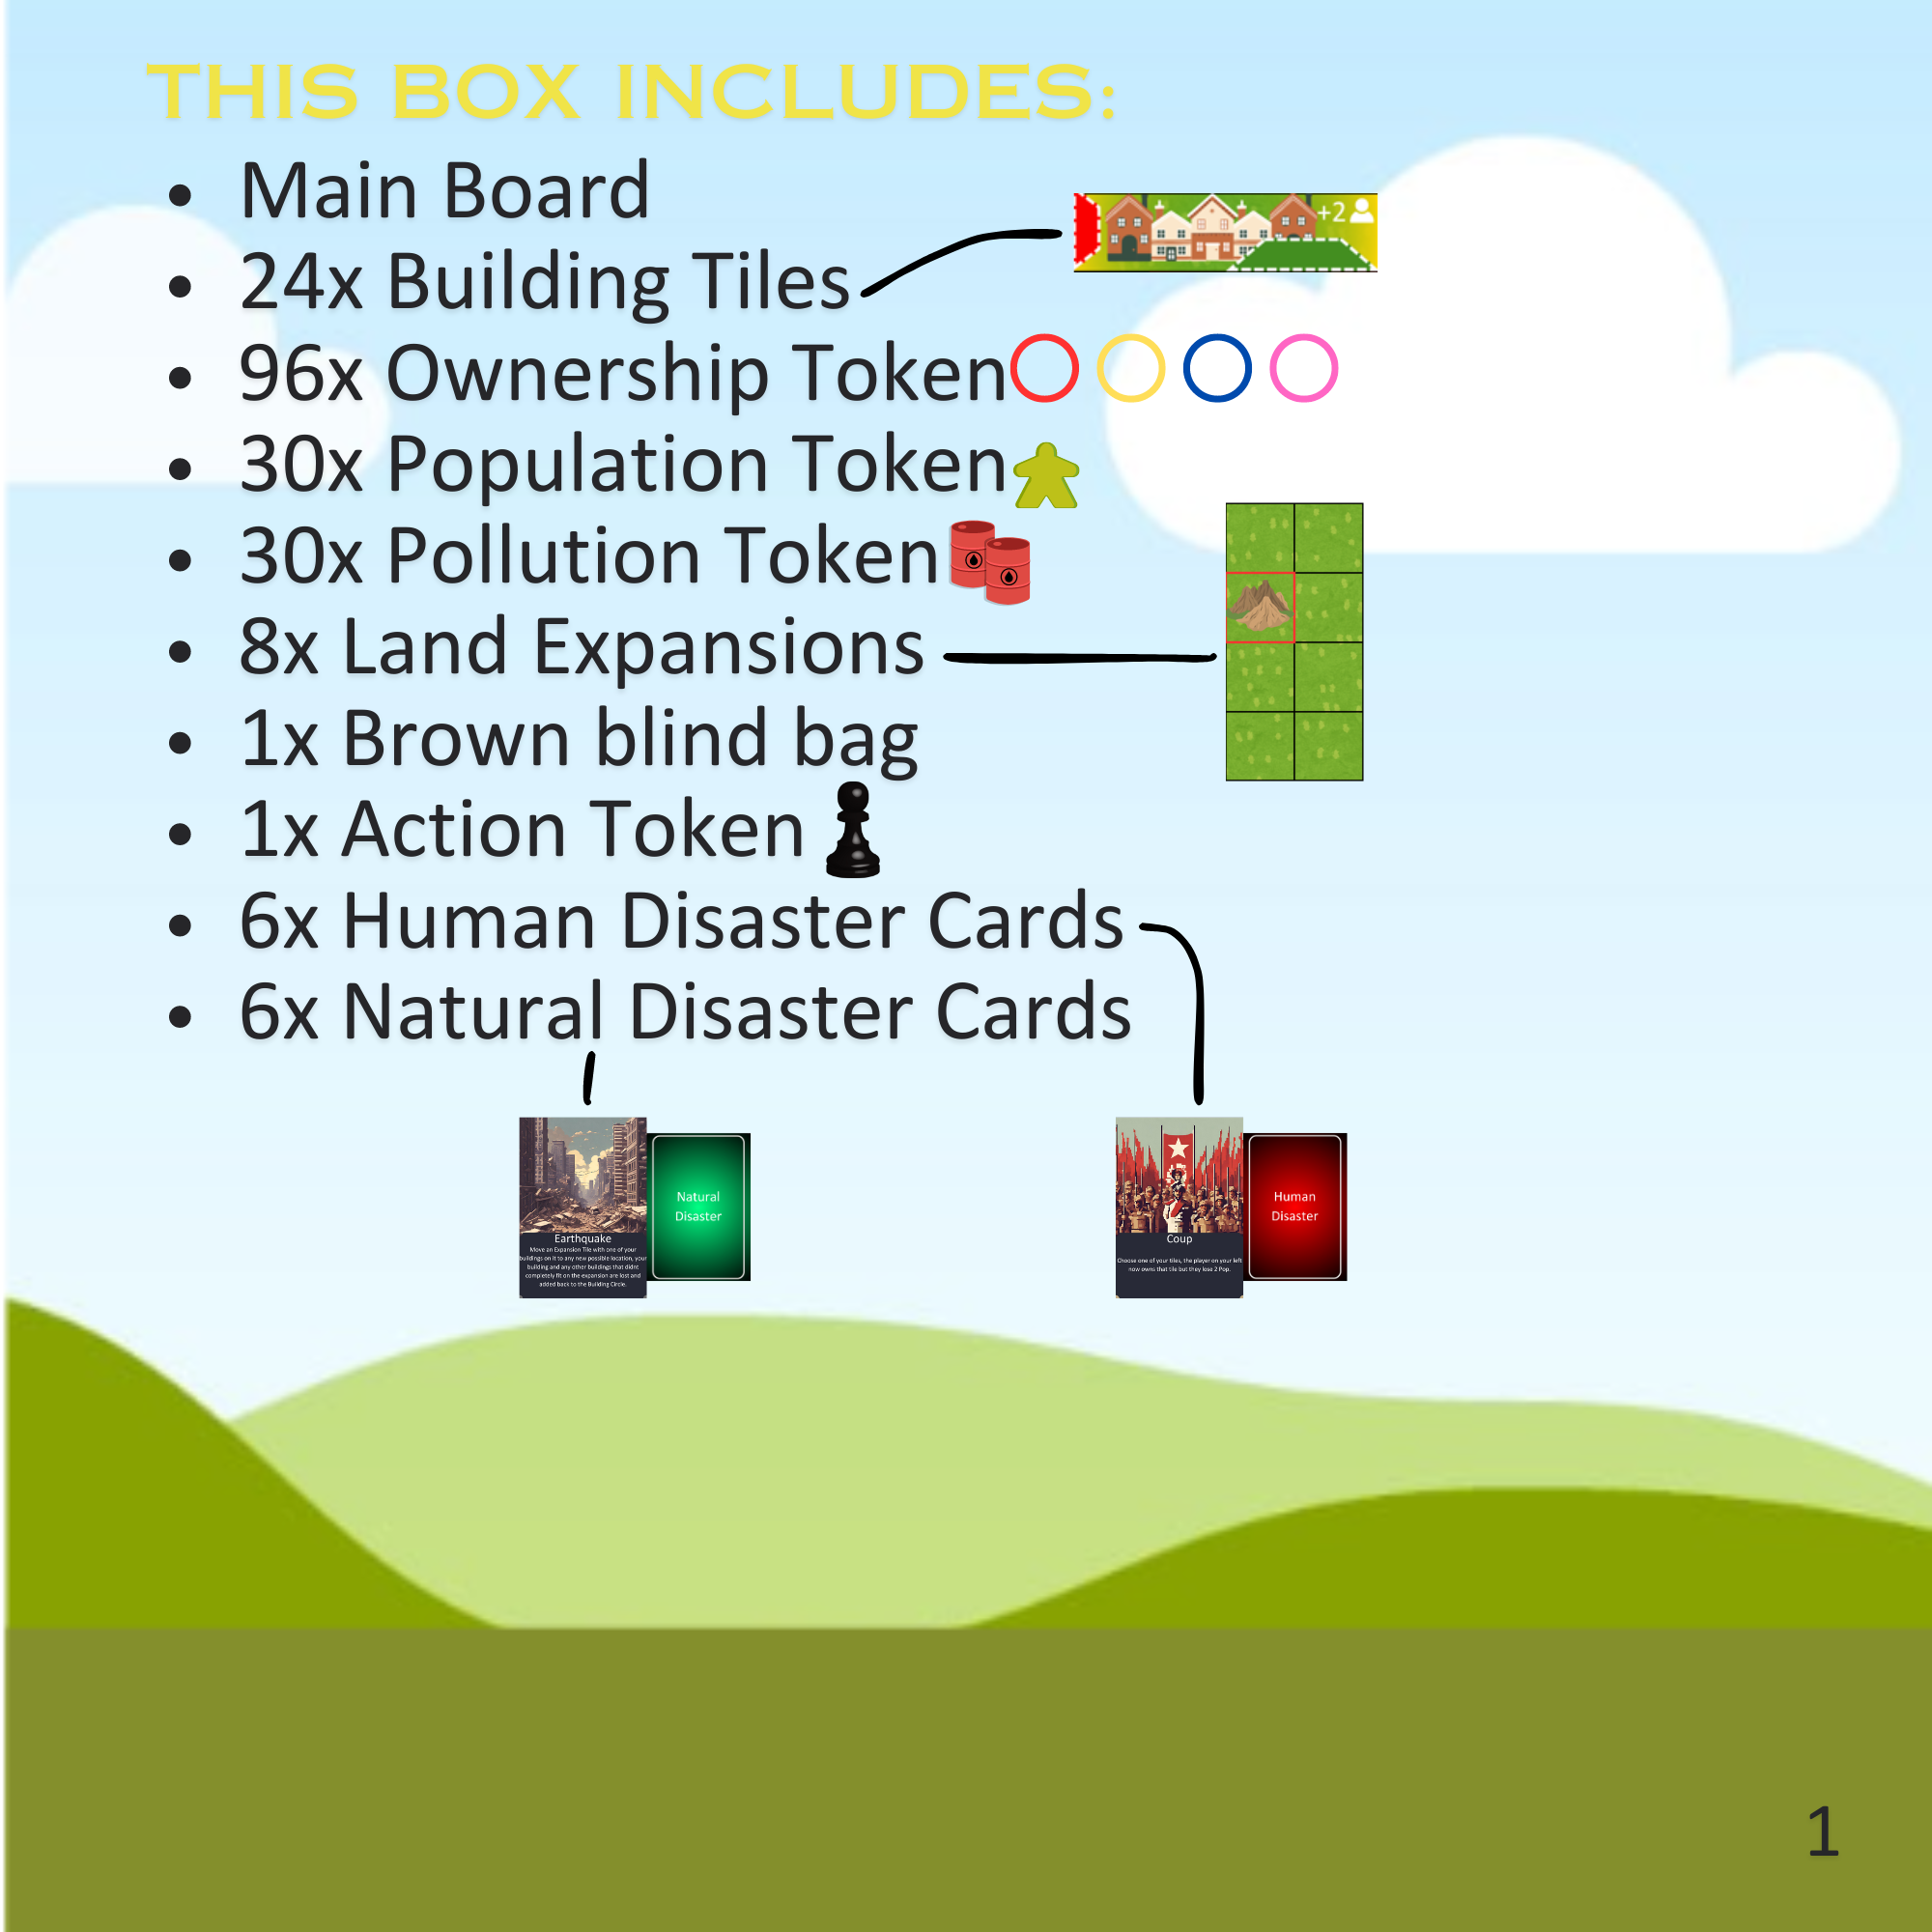 THIS BOX INCLUDES:
• Main Board
• 24x Building Tiles
+2
• 96x Ownership Token
• 30x Population Token
• 30x Pollution Token
• 8x Land Expansions
• 1x Brown blind bag
• 1x Action Token
• 6x Human Disaster Cards
• 6x Natural Disaster Cards
Earthquake
Move an Expansion Tile with one of your
buildings on it to any new possible location, your
building and any other buildings that didnt
completely fit on the expansion are lost and
added back to the Building Circle.
Natural
Disaster
Coup
Choose one of your tiles, the player on your left
now owns that tile but they lose 2 Pop.
Human
Disaster
1